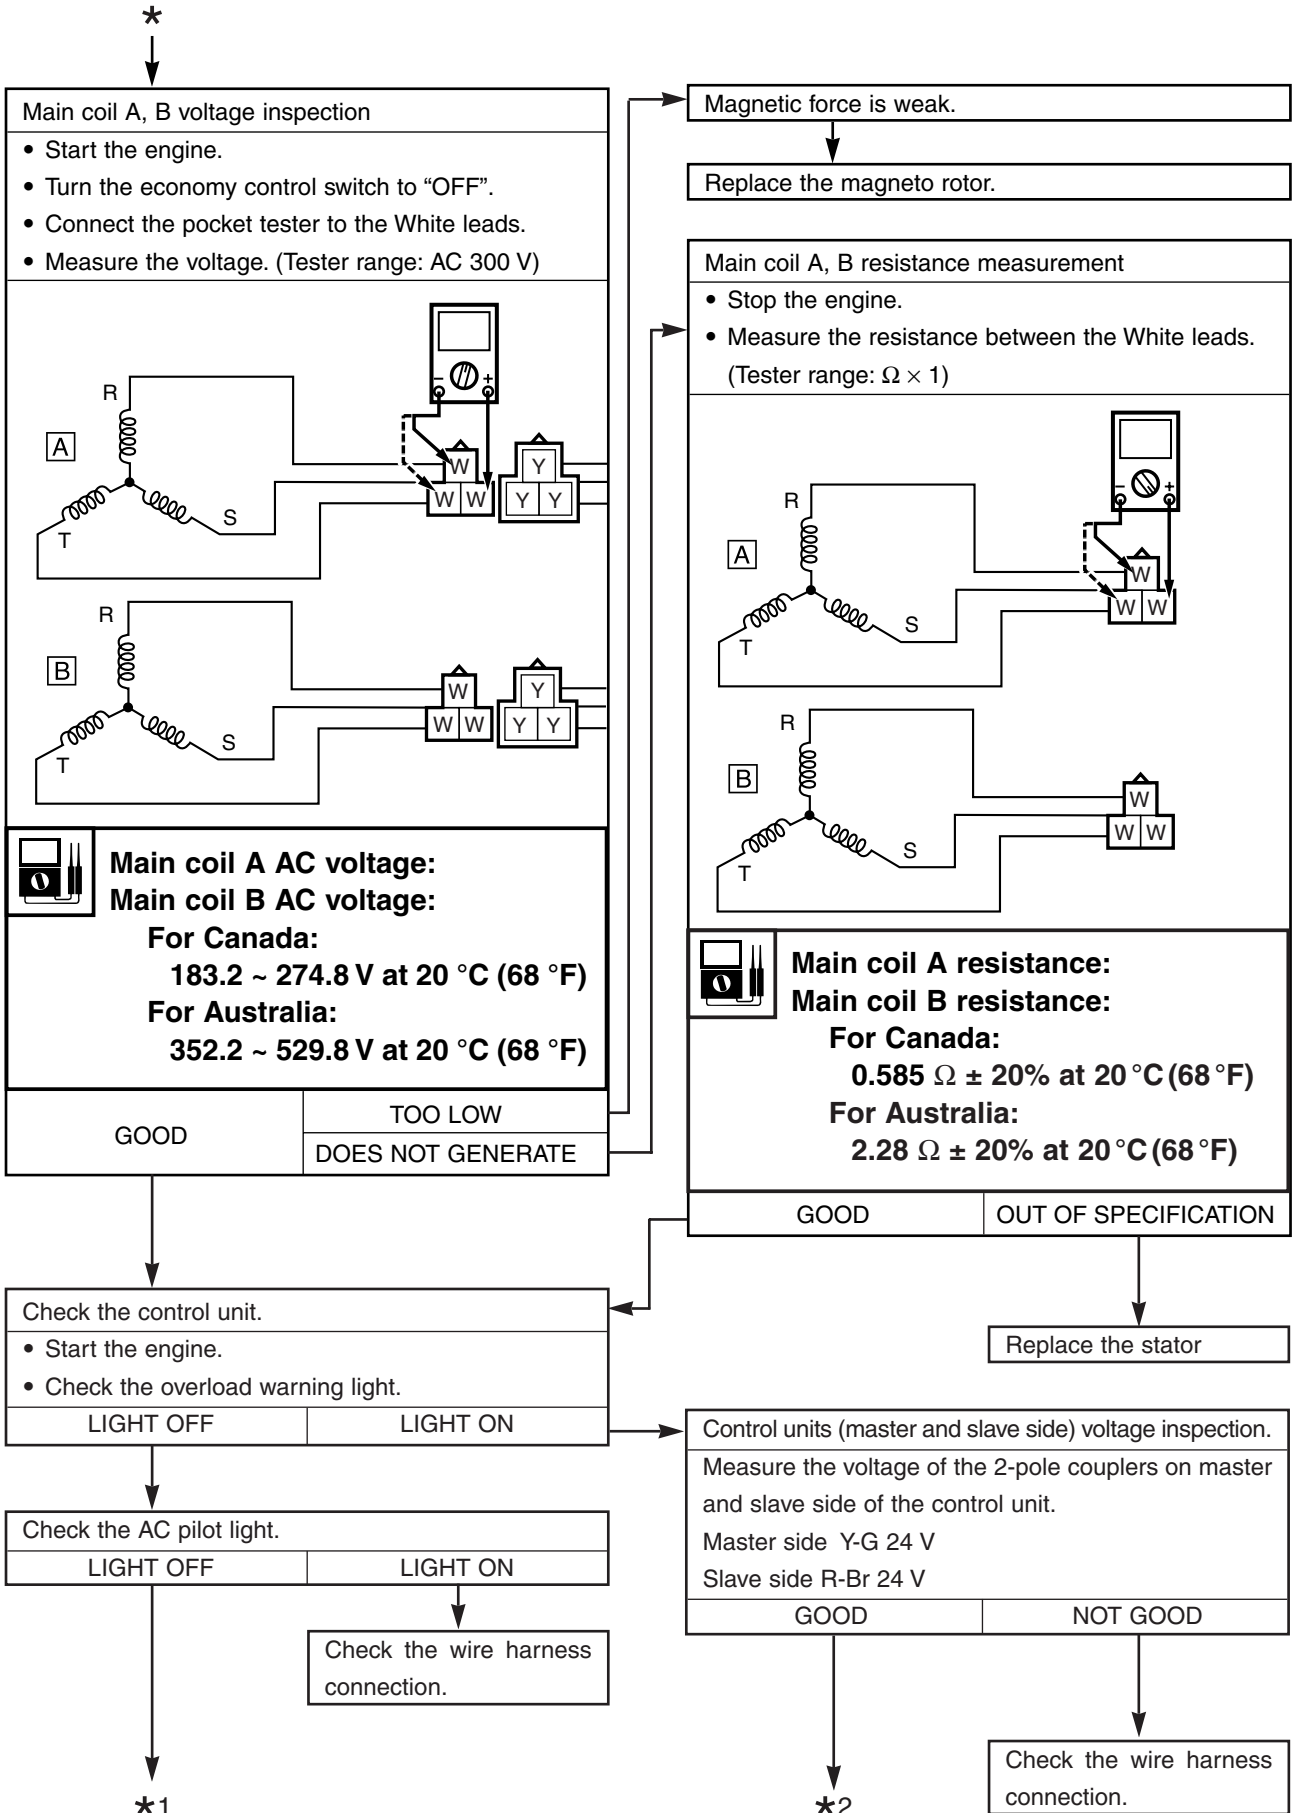 *
Main coil A, B voltage inspection
• Start the engine.
• Turn the economy control switch to “OFF”.
• Connect the pocket tester to the White leads.
• Measure the voltage. (Tester range: AC 300 V)
− +
R
A
W
Y
W W
Y Y
S
T
R
B
W
Y
W W
Y Y
S
T
Main coil A AC voltage:
Main coil B AC voltage:
For Canada:
183.2 ~ 274.8 V at 20 °C (68 °F)
For Australia:
352.2 ~ 529.8 V at 20 °C (68 °F)
GOOD
TOO LOW
DOES NOT GENERATE
Magnetic force is weak.
Replace the magneto rotor.
Main coil A, B resistance measurement
• Stop the engine.
• Measure the resistance between the White leads.
(Tester range: Ω × 1)
− +
R
A
W
W W
S
T
R
B
W
W W
S
T
Main coil A resistance:
Main coil B resistance:
For Canada:
0.585 Ω ± 20% at 20 °C (68 °F)
For Australia:
2.28 Ω ± 20% at 20 °C (68 °F)
GOOD
OUT OF SPECIFICATION
Replace the stator
Check the control unit.
• Start the engine.
• Check the overload warning light.
LIGHT OFF
LIGHT ON
Check the AC pilot light.
LIGHT OFF
LIGHT ON
Check the wire harness
connection.
*1
Control units (master and slave side) voltage inspection.
Measure the voltage of the 2-pole couplers on master
and slave side of the control unit.
Master side Y-G 24 V
Slave side R-Br 24 V
GOOD
NOT GOOD
Check the wire harness
connection.
*2